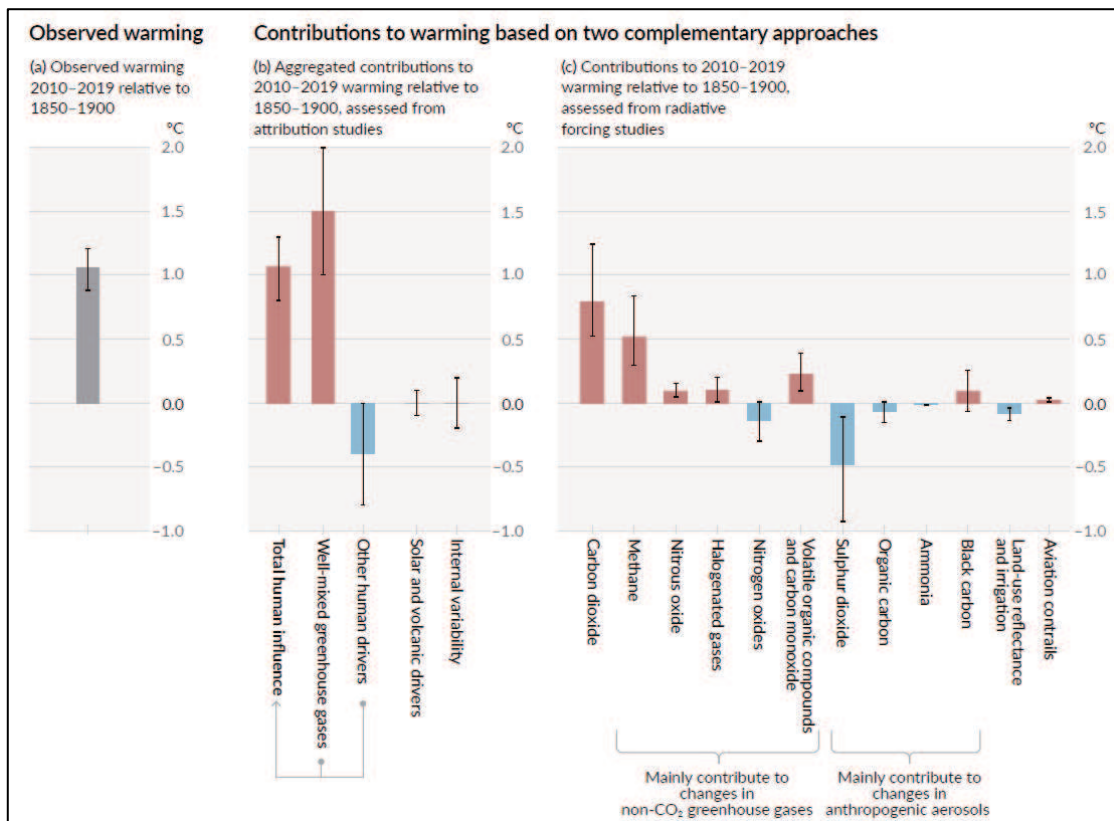 Observed warming
Contributions to warming based on two complementary approaches
(a) Observed warming
2010–2019 relative to
1850–1900
(b) Aggregated contributions to
2010–2019 warming relative to
1850–1900, assessed from
attribution studies
(c) Contributions to 2010–2019
warming relative to 1850–1900,
assessed from radiative
forcing studies
°C
2.0
1.5
1.0
0.5
0.0
−0.5
−1.0
°C
2.0
1.5
1.0
0.5
0.0
−0.5
−1.0
°C
2.0
1.5
1.0
0.5
0.0
−0.5
−1.0
Total human influence
Well-mixed greenhouse gases
Other human drivers
Solar and volcanic drivers
Internal variability
Carbon dioxide
Methane
Nitrous oxide
Halogenated gases
Nitrogen oxides
Volatile organic compounds
and carbon monoxide
Sulphur dioxide
Organic carbon
Ammonia
Black carbon
Land-use reflectance
and irrigation
Aviation contrails
Mainly contribute to
changes in
non-CO₂ greenhouse gases
Mainly contribute to
changes in
anthropogenic aerosols